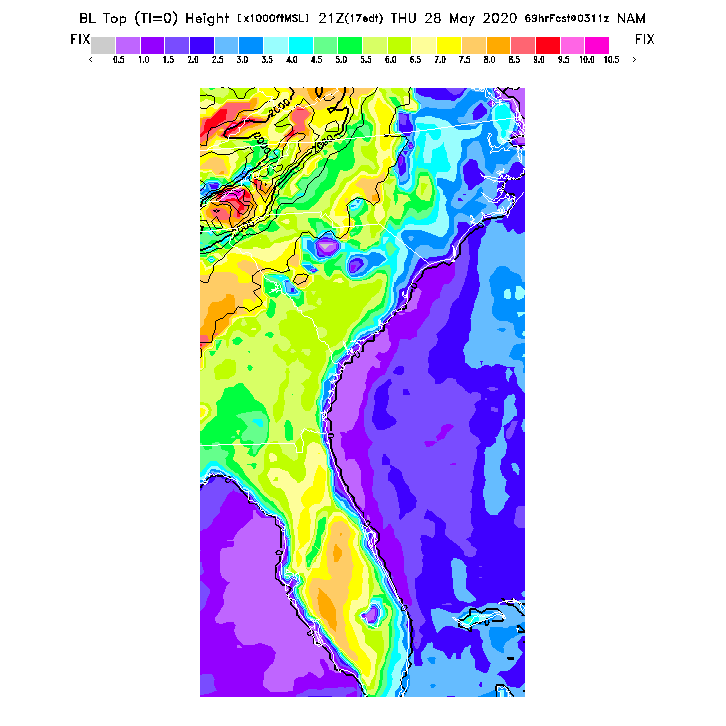 BL Top (TI=0) Height [x1000ftMSL] 21Z(17edt) THU 28 May 2020 69hrFcst@0311z NAM
FIX FIX
< 0.5 1.0 1.5 2.0 2.5 3.0 3.5 4.0 4.5 5.0 5.5 6.0 6.5 7.0 7.5 8.0 8.5 9.0 9.5 10.0 10.5 >
2000
2000
2000